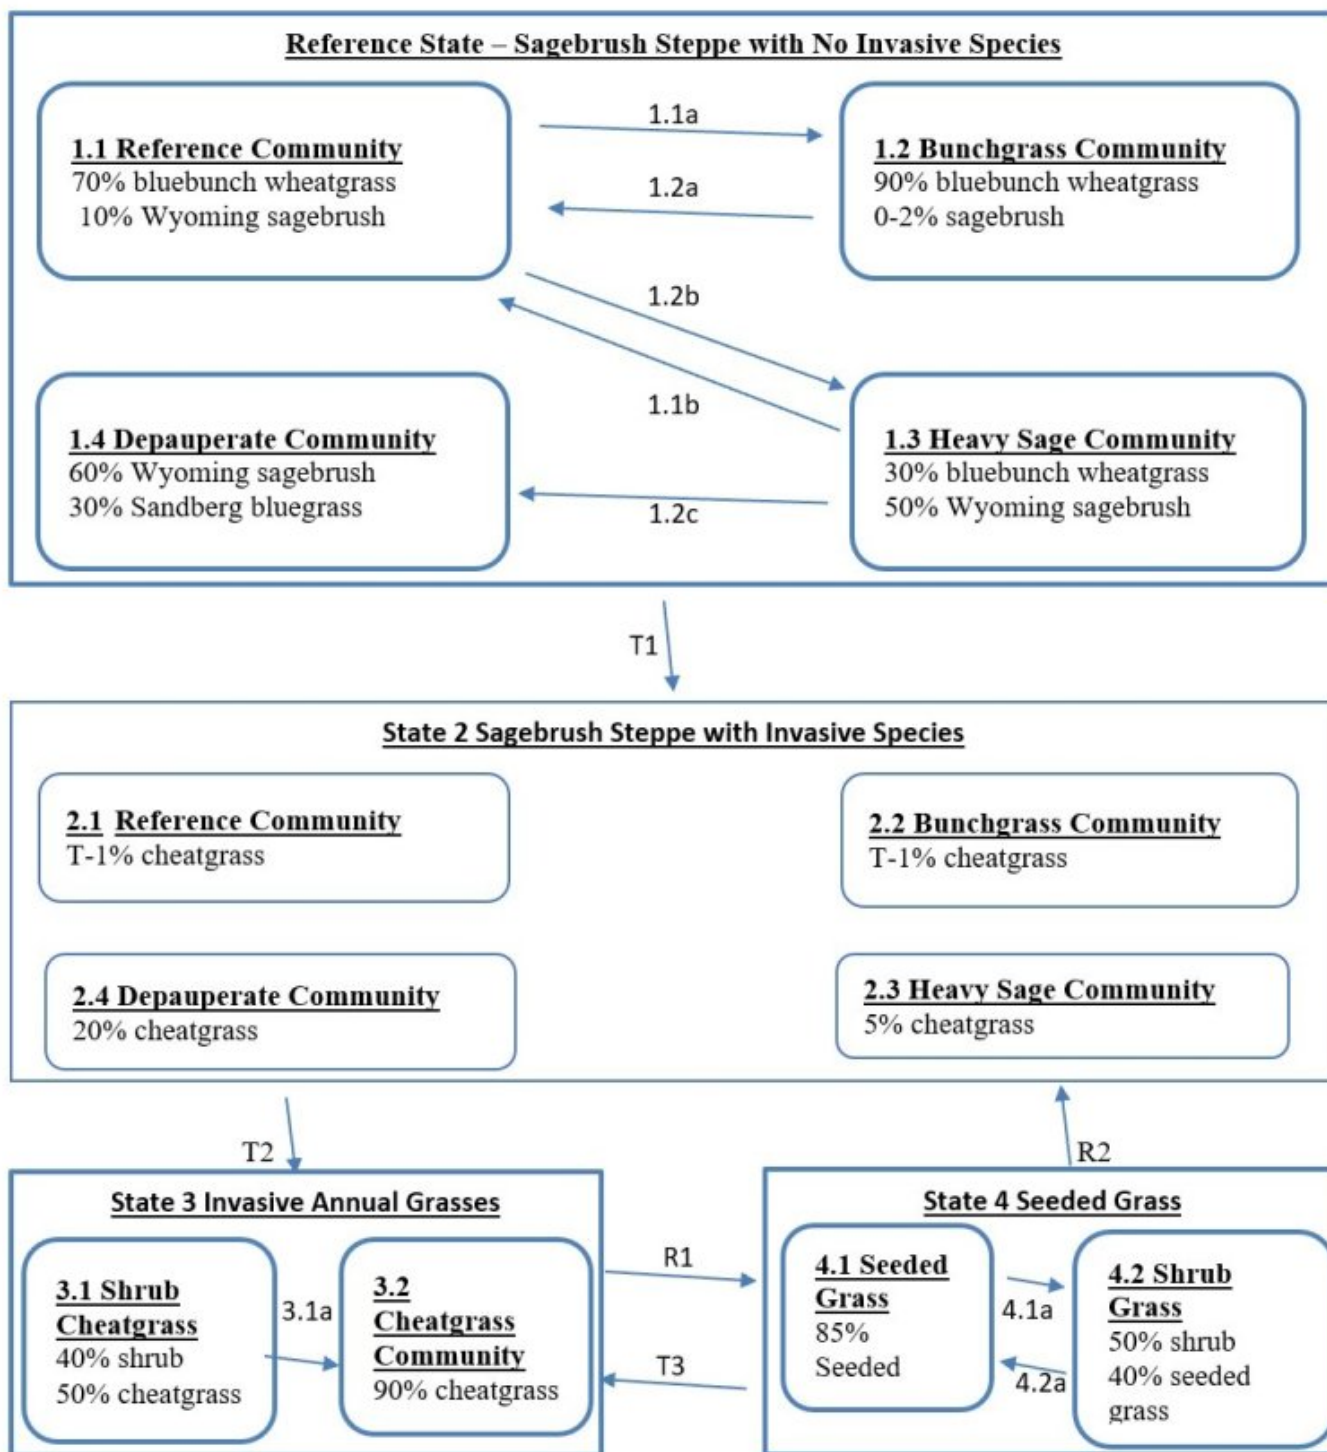 Reference State – Sagebrush Steppe with No Invasive Species
1.1 Reference Community
70% bluebunch wheatgrass
10% Wyoming sagebrush
1.1a
1.2a
1.2 Bunchgrass Community
90% bluebunch wheatgrass
0-2% sagebrush
1.2b
1.1b
1.4 Depauperate Community
60% Wyoming sagebrush
30% Sandberg bluegrass
1.2c
1.3 Heavy Sage Community
30% bluebunch wheatgrass
50% Wyoming sagebrush
T1
State 2 Sagebrush Steppe with Invasive Species
2.1 Reference Community
T-1% cheatgrass
2.2 Bunchgrass Community
T-1% cheatgrass
2.4 Depauperate Community
20% cheatgrass
2.3 Heavy Sage Community
5% cheatgrass
T2
R2
State 3 Invasive Annual Grasses
3.1 Shrub
Cheatgrass
40% shrub
50% cheatgrass
3.1a
3.2
Cheatgrass
Community
90% cheatgrass
R1
T3
State 4 Seeded Grass
4.1 Seeded
Grass
85%
Seeded
4.1a
4.2a
4.2 Shrub
Grass
50% shrub
40% seeded
grass